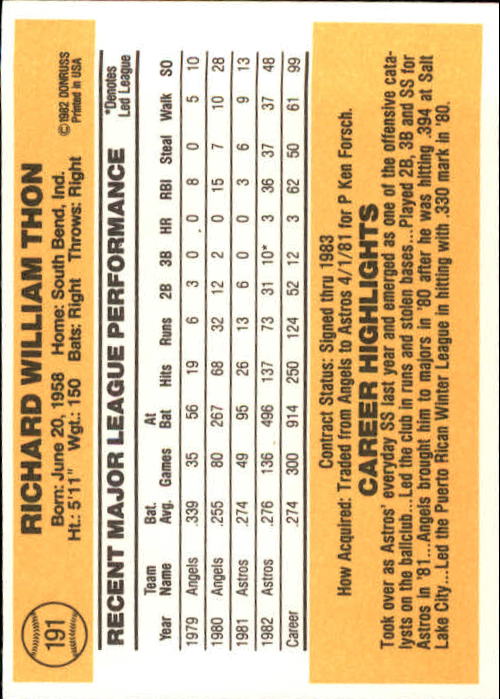 191
RICHARD WILLIAM THON
Born: June 20, 1958 Home: South Bend, Ind.
Ht.: 5'11" Wgt.: 150 Bats: Right Throws: Right
©1982 DONRUSS
Printed in USA
RECENT MAJOR LEAGUE PERFORMANCE
*Denotes
Led League
Year Team Name Bat. Avg. Games At Bat Hits Runs 2B 3B HR RBI Steal Walk SO
1979 Angels .339 35 56 19 6 3 0 0 8 0 5 10
1980 Angels .255 80 267 68 32 12 2 0 15 7 10 28
1981 Astros .274 49 95 26 13 6 0 0 3 6 9 13
1982 Astros .276 136 496 137 73 31 10* 3 36 37 37 48
Career .274 300 914 250 124 52 12 3 62 50 61 99
Contract Status: Signed thru 1983
How Acquired: Traded from Angels to Astros 4/1/81 for P Ken Forsch.
CAREER HIGHLIGHTS
Took over as Astros' everyday SS last year and emerged as one of the offensive cata-
lysts on the ballclub...Led the club in runs and stolen bases...Played 2B, 3B and SS for
Astros in '81...Angels brought him to majors in '80 after he was hitting .394 at Salt
Lake City...Led the Puerto Rican Winter League in hitting with .330 mark in '80.